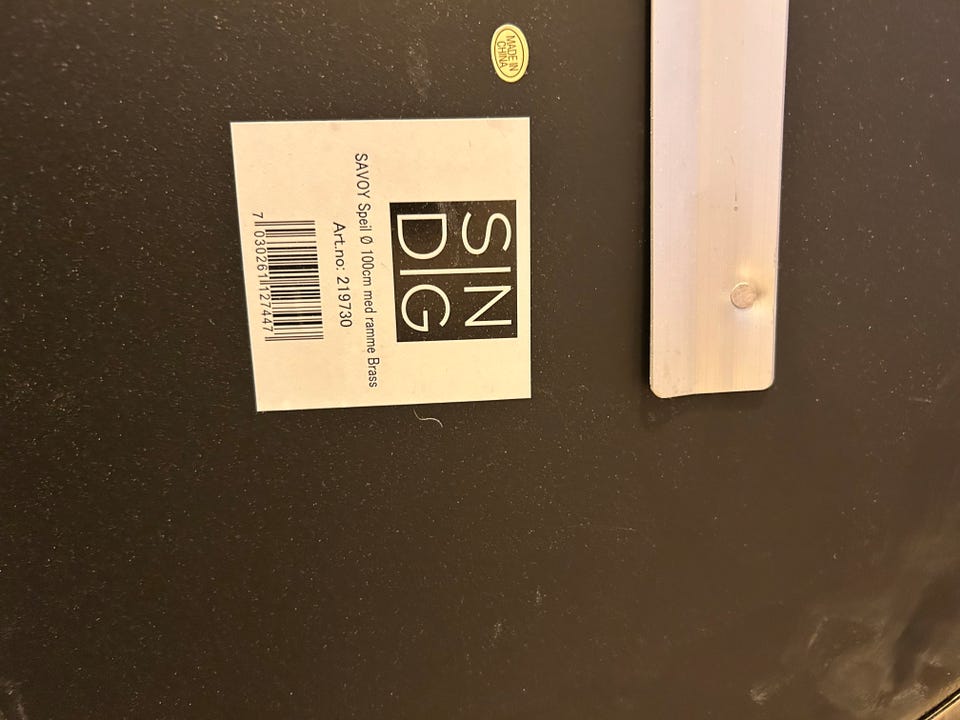 MADE IN
CHINA
SIN
DIG
SAVOY Speil Ø 100cm med ramme Brass
Art.no: 219730
7 030261 127447